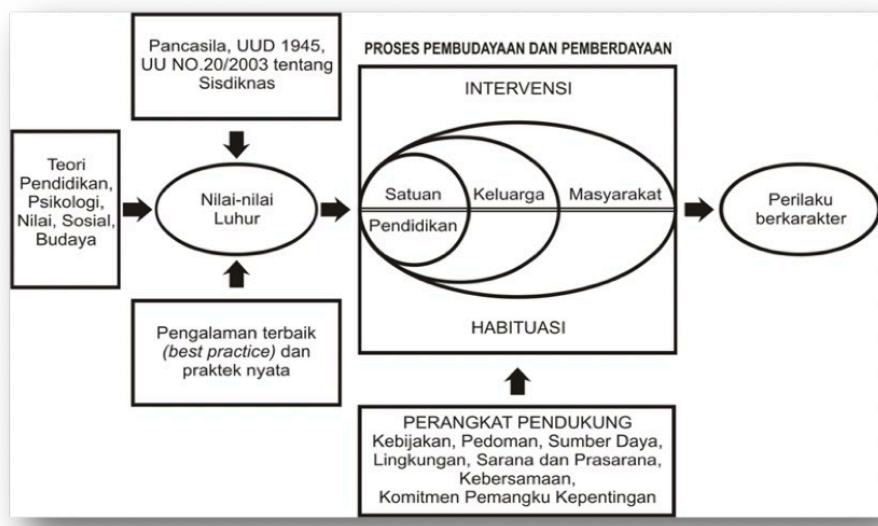 Pancasila, UUD 1945,
UU NO.20/2003 tentang
Sisdiknas
PROSES PEMBUDAYAAN DAN PEMBERDAYAAN
INTERVENSI
Teori
Pendidikan,
Psikologi,
Nilai, Sosial,
Budaya
Nilai-nilai
Luhur
Satuan
Pendidikan
Keluarga
Masyarakat
Perilaku
berkarakter
HABITUASI
Pengalaman terbaik
(best practice) dan
praktek nyata
PERANGKAT PENDUKUNG
Kebijakan, Pedoman, Sumber Daya,
Lingkungan, Sarana dan Prasarana,
Kebersamaan,
Komitmen Pemangku Kepentingan